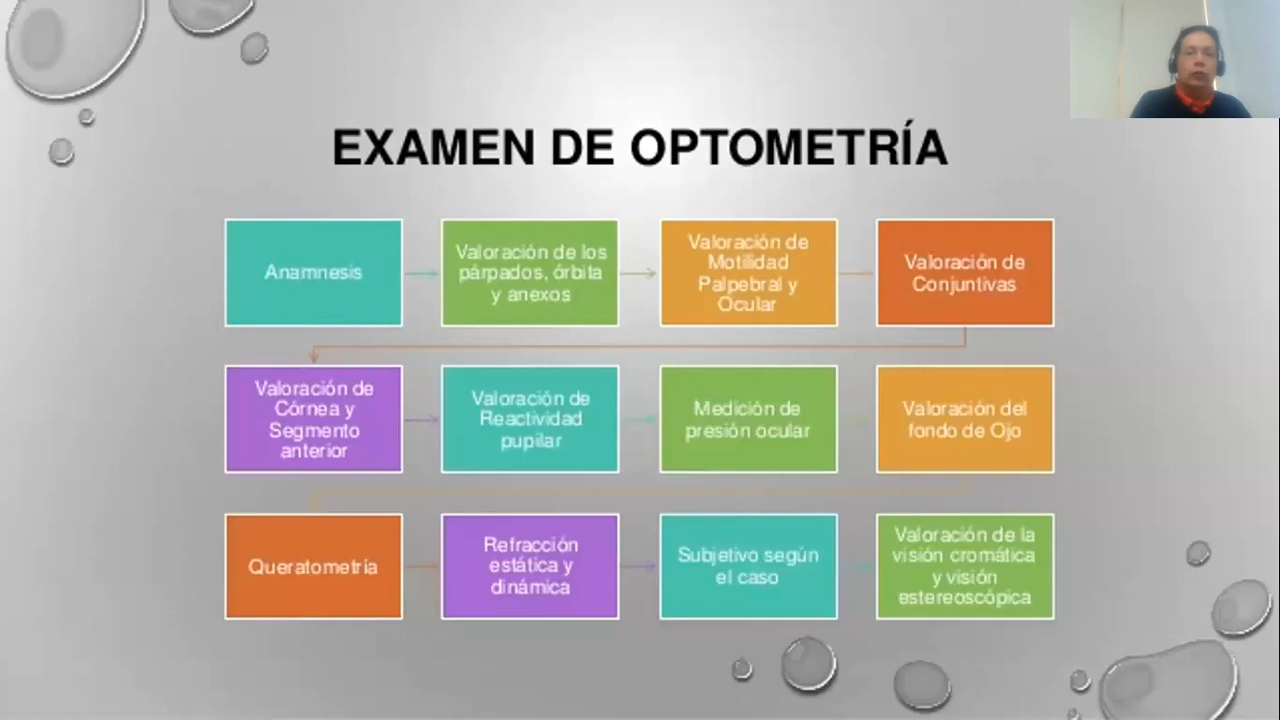 EXAMEN DE OPTOMETRÍA
Anamnesis
Valoración de los
párpados, órbita
y anexos
Valoración de
Motilidad
Palpebral y
Ocular
Valoración de
Conjuntivas
Valoración de
Córnea y
Segmento
anterior
Valoración de
Reactividad
pupilar
Medición de
presión ocular
Valoración del
fondo de Ojo
Queratometría
Refracción
estática y
dinámica
Subjetivo según
el caso
Valoración de la
visión cromática
y visión
estereoscópica